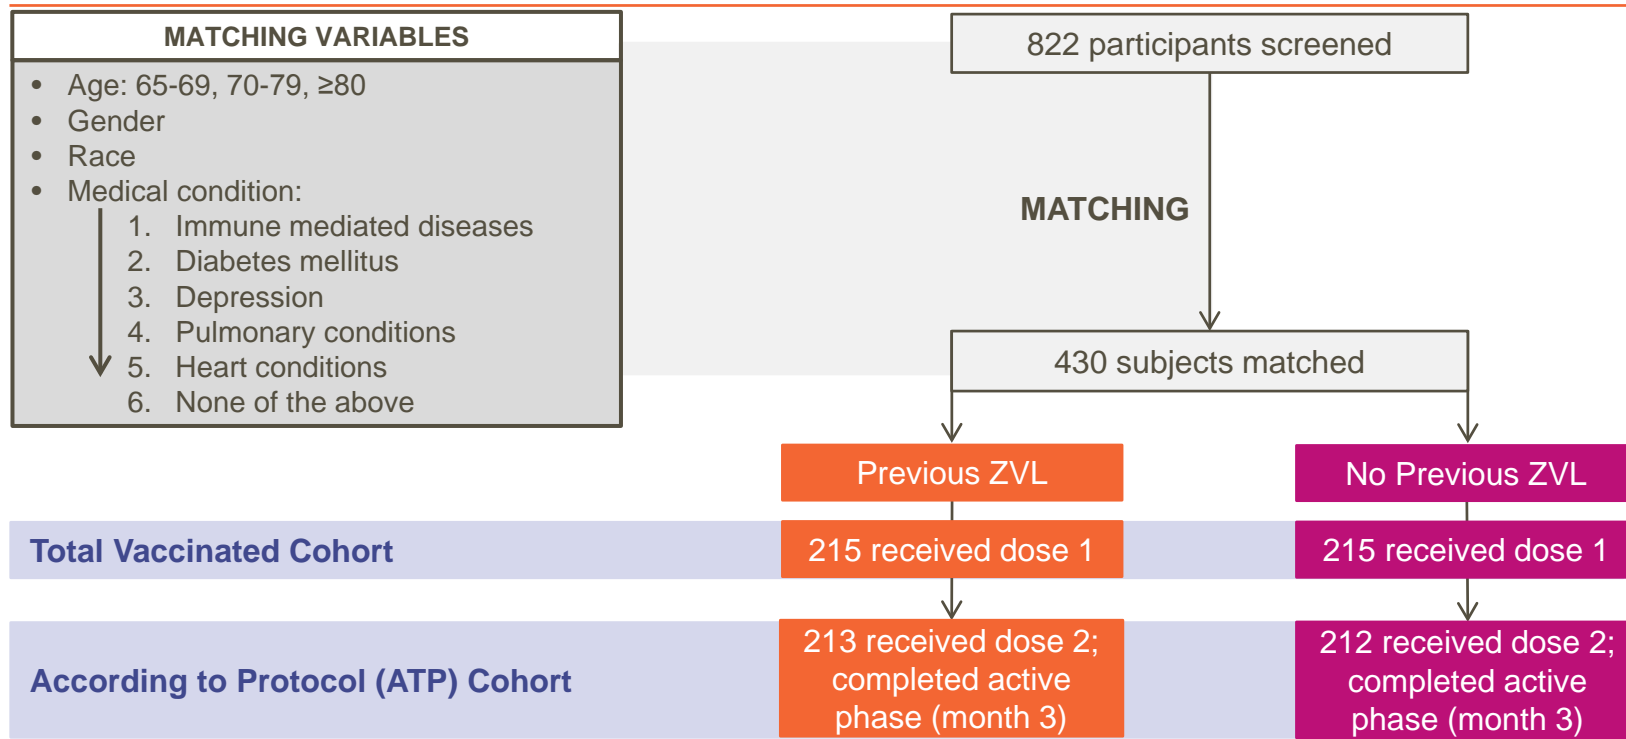 MATCHING VARIABLES
• Age: 65-69, 70-79, ≥80
• Gender
• Race
• Medical condition:
1. Immune mediated diseases
2. Diabetes mellitus
3. Depression
4. Pulmonary conditions
5. Heart conditions
6. None of the above
822 participants screened
MATCHING
430 subjects matched
Previous ZVL
No Previous ZVL
Total Vaccinated Cohort
215 received dose 1
215 received dose 1
According to Protocol (ATP) Cohort
213 received dose 2;
completed active
phase (month 3)
212 received dose 2;
completed active
phase (month 3)